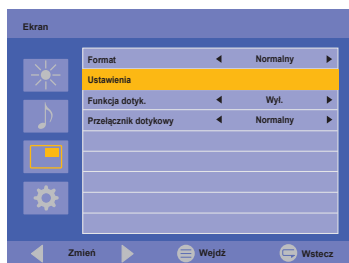 Ekran
Format Normalny
Ustawienia
Funkcja dotyk. Wył.
Przełącznik dotykowy Normalny
Zmień Wejdź Wstecz